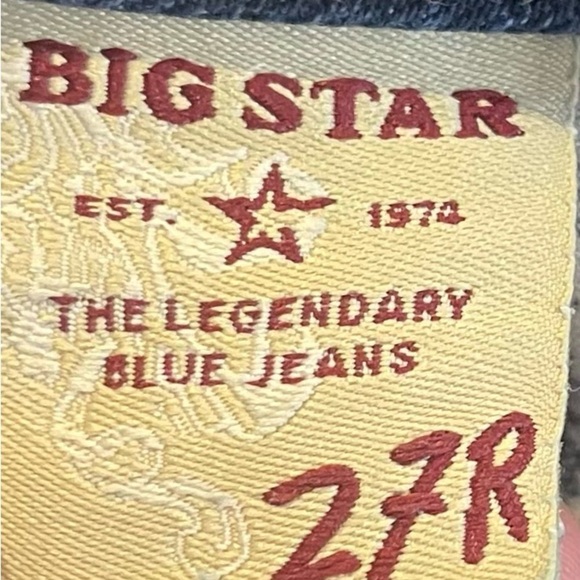 BIG STAR
EST. 1974
THE LEGENDARY
BLUE JEANS
27R